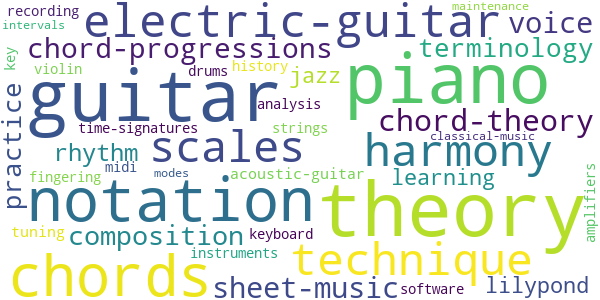 recording
electric-guitar
maintenance
voice
intervals
chord-progressions
terminology
key
violin
drums
history
jazz
piano
guitar
analysis
practice
time-signatures
strings
scales
chord-theory
classical-music
rhythm
midi
modes
harmony
fingering
acoustic-guitar
learning
notation
theory
amplifiers
tuning
composition
keyboard
instruments
technique
chords
sheet-music
software
lilypond